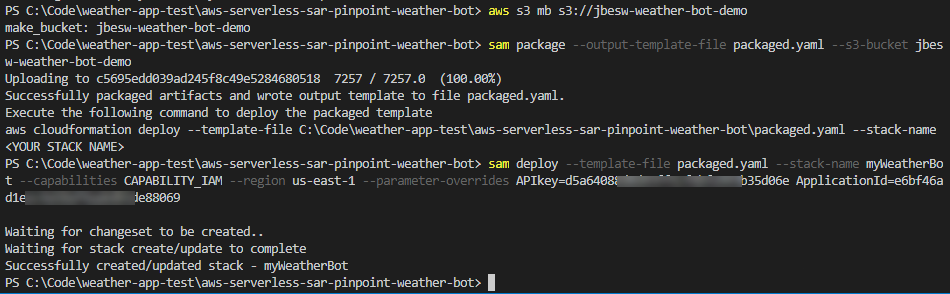 PS C:\Code\weather-app-test\aws-serverless-sar-pinpoint-weather-bot> aws s3 mb s3://jbesw-weather-bot-demo
make_bucket: jbesw-weather-bot-demo
PS C:\Code\weather-app-test\aws-serverless-sar-pinpoint-weather-bot> sam package --output-template-file packaged.yaml --s3-bucket jbes
w-weather-bot-demo
Uploading to c5695edd039ad245f8c49e5284680518  7257 / 7257.0  (100.00%)
Successfully packaged artifacts and wrote output template to file packaged.yaml.
Execute the following command to deploy the packaged template
aws cloudformation deploy --template-file C:\Code\weather-app-test\aws-serverless-sar-pinpoint-weather-bot\packaged.yaml --stack-name
<YOUR STACK NAME>
PS C:\Code\weather-app-test\aws-serverless-sar-pinpoint-weather-bot> sam deploy --template-file packaged.yaml --stack-name myWeatherBo
t --capabilities CAPABILITY_IAM --region us-east-1 --parameter-overrides APIkey=d5a6408 b35d06e ApplicationId=e6bf46a
d1e de88069
Waiting for changeset to be created..
Waiting for stack create/update to complete
Successfully created/updated stack - myWeatherBot
PS C:\Code\weather-app-test\aws-serverless-sar-pinpoint-weather-bot>